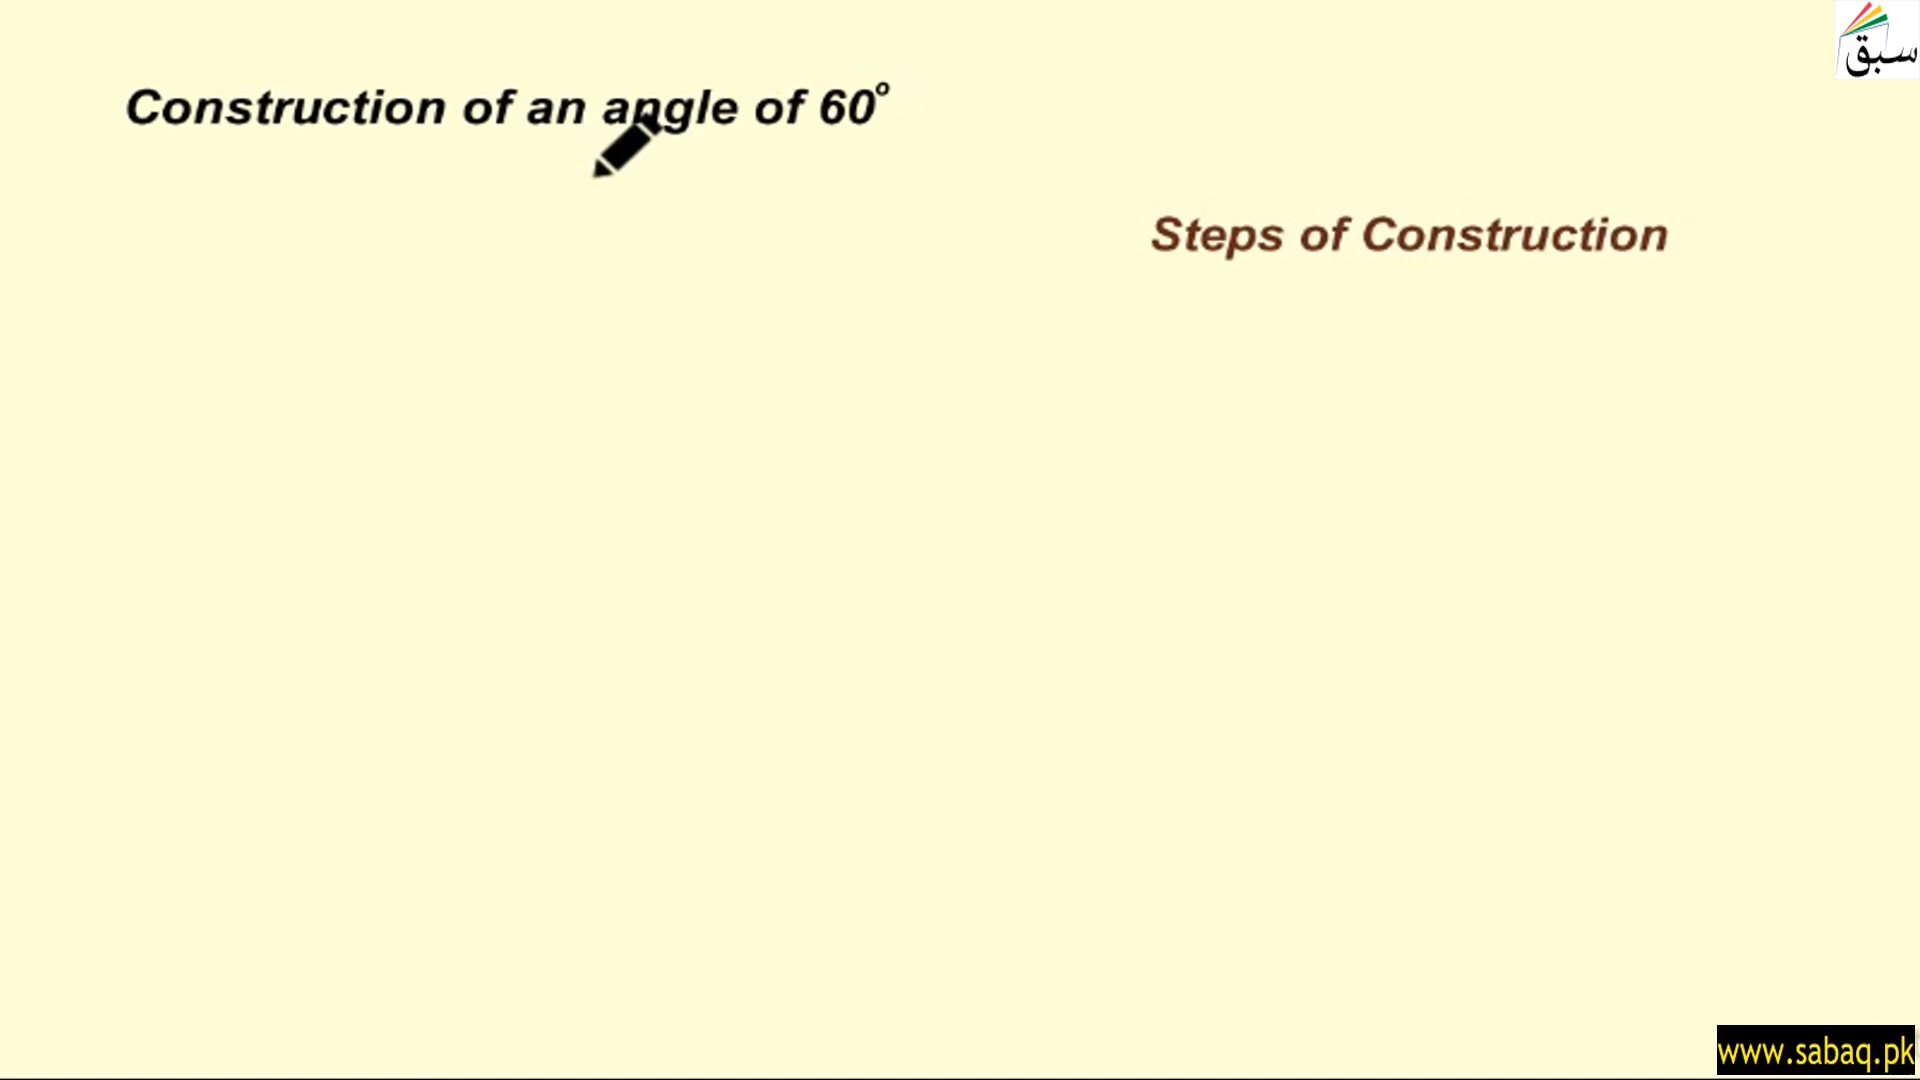 سبق
Construction of an angle of 60°
Steps of Construction
www.sabaq.pk